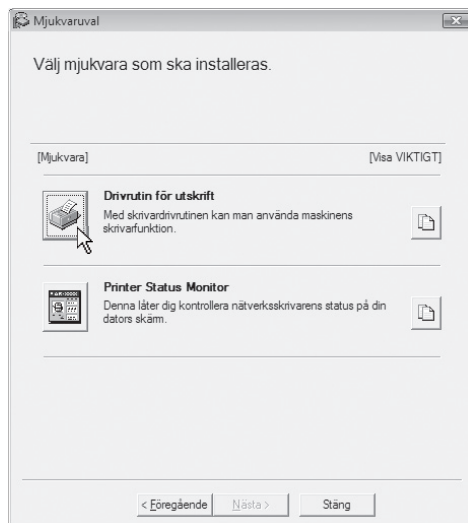 Mjukvaruval
Välj mjukvara som ska installeras.
[Mjukvara] [Visa VIKTIGT]
Drivrutin för utskrift
Med skrivardrivrutinen kan man använda maskinens
skrivarfunktion.
Printer Status Monitor
Denna låter dig kontrollera nätverksskrivarens status på din
dators skärm.
< Föregående Nästa > Stäng